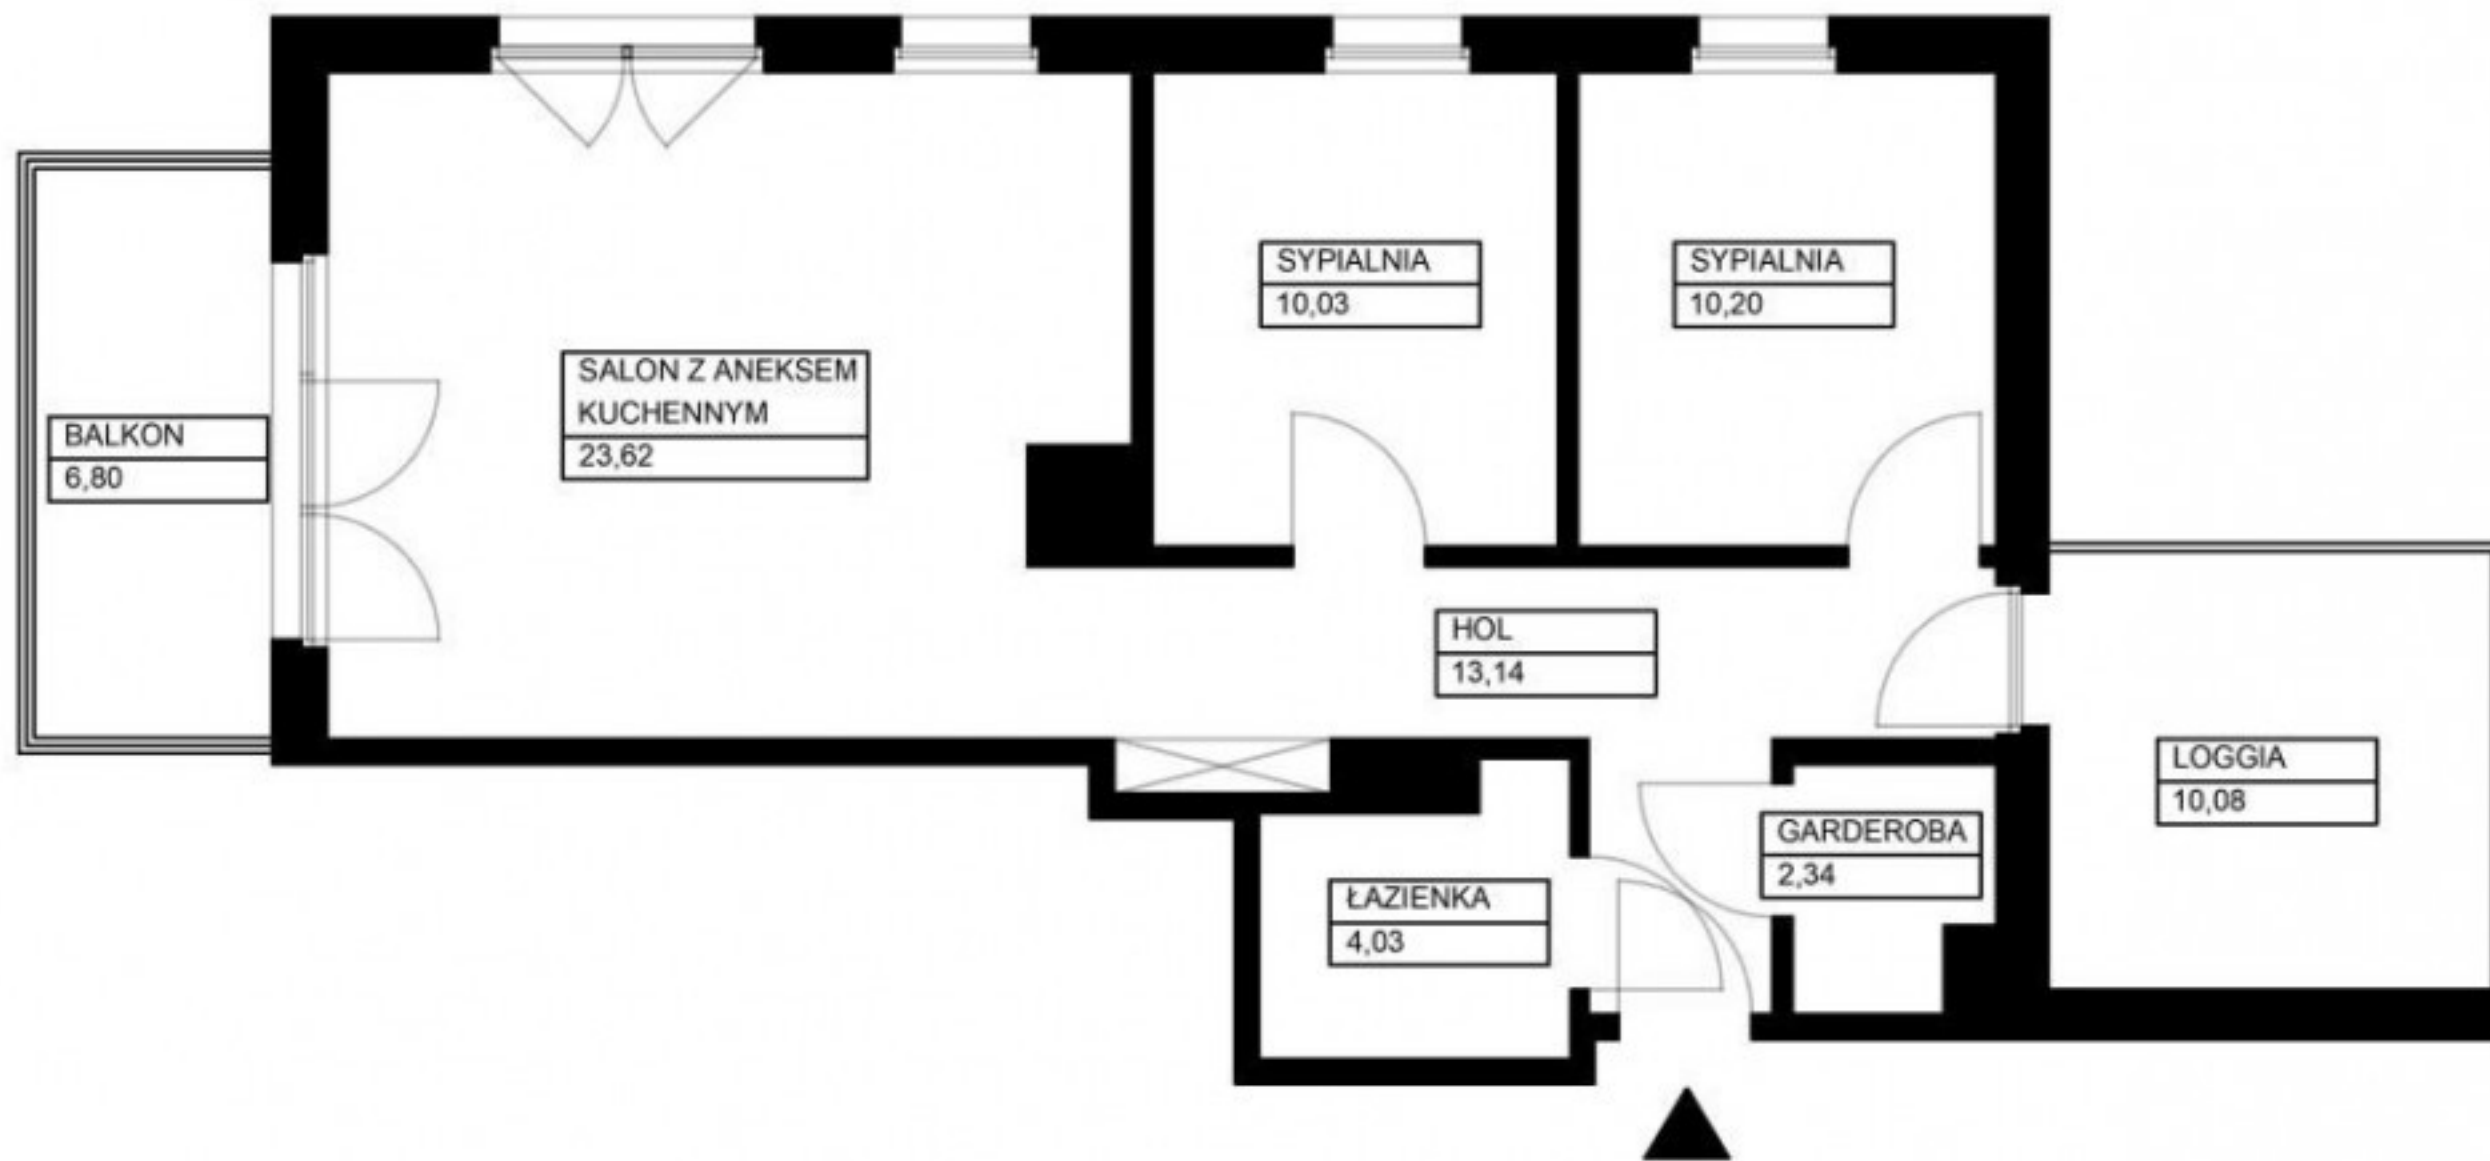 SYPIALNIA
10,03
SYPIALNIA
10,20
SALON Z ANEKSEM
KUCHENNYM
23,62
BALKON
6,80
HOL
13,14
LOGGIA
10,08
GARDEROBA
2,34
ŁAZIENKA
4,03